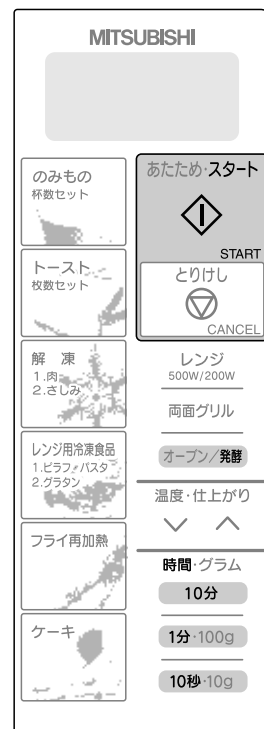 MITSUBISHI
のみもの
杯数セット
トースト
枚数セット
解 凍
1.肉
2.さしみ
レンジ用冷凍食品
1.ピラフ/パスタ
2.グラタン
フライ再加熱
ケーキ
あたため·スタート
START
とりけし
CANCEL
レンジ
500W/200W
両面グリル
オーブン/発酵
温度·仕上がり
時間·グラム
10分
1分·100g
10秒·10g